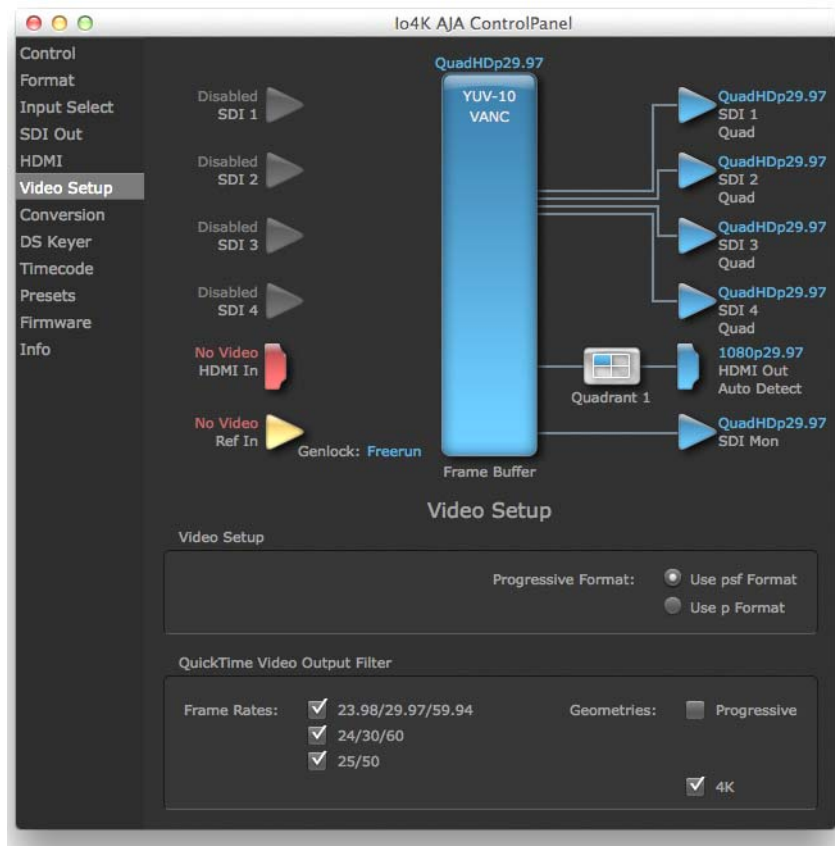 Io4K AJA ControlPanel
Control
Format
Input Select
SDI Out
HDMI
Video Setup
Conversion
DS Keyer
Timecode
Presets
Firmware
Info
QuadHDp29.97
YUV-10
VANC
Disabled
SDI 1
Disabled
SDI 2
Disabled
SDI 3
Disabled
SDI 4
No Video
HDMI In
No Video
Ref In
Genlock: Freerun
Frame Buffer
QuadHDp29.97
SDI 1
Quad
QuadHDp29.97
SDI 2
Quad
QuadHDp29.97
SDI 3
Quad
QuadHDp29.97
SDI 4
Quad
Quadrant 1
1080p29.97
HDMI Out
Auto Detect
QuadHDp29.97
SDI Mon
Video Setup
Video Setup
Progressive Format: Use psf Format
Use p Format
QuickTime Video Output Filter
Frame Rates: 23.98/29.97/59.94
24/30/60
25/50
Geometries: Progressive
4K